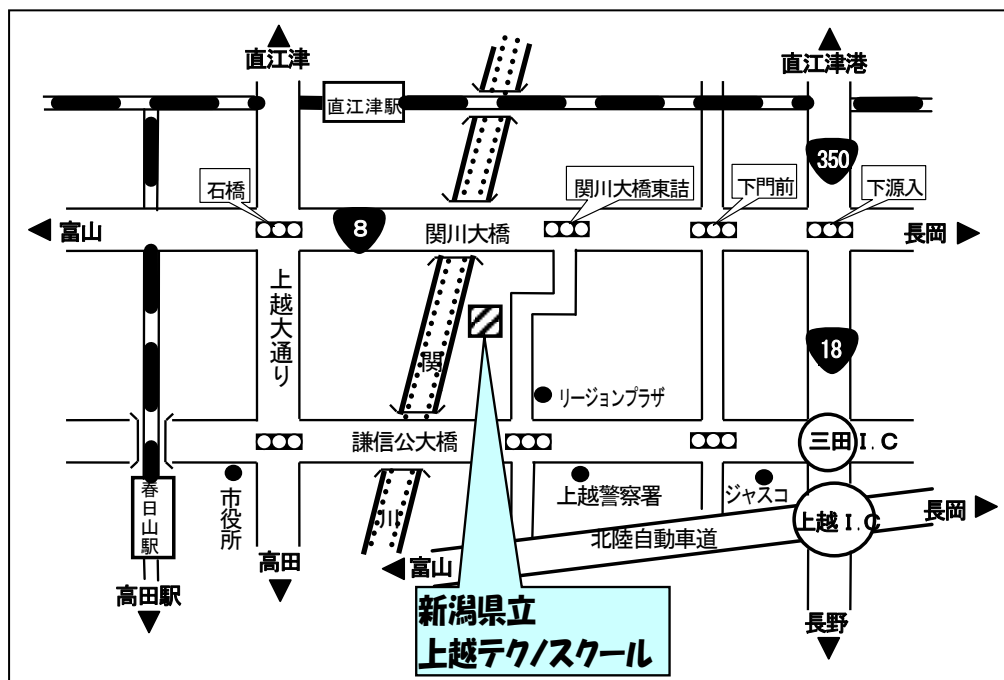 直江津
直江津港
直江津駅
350
石橋
関川大橋東詰
下門前
下源入
富山
8
関川大橋
長岡
上越大通り
関
18
リージョンプラザ
謙信公大橋
三田I.C
春日山駅
市役所
川
上越警察署
ジャスコ
上越I.C
長岡
北陸自動車道
高田
富山
高田駅
新潟県立
上越テクノスクール
長野